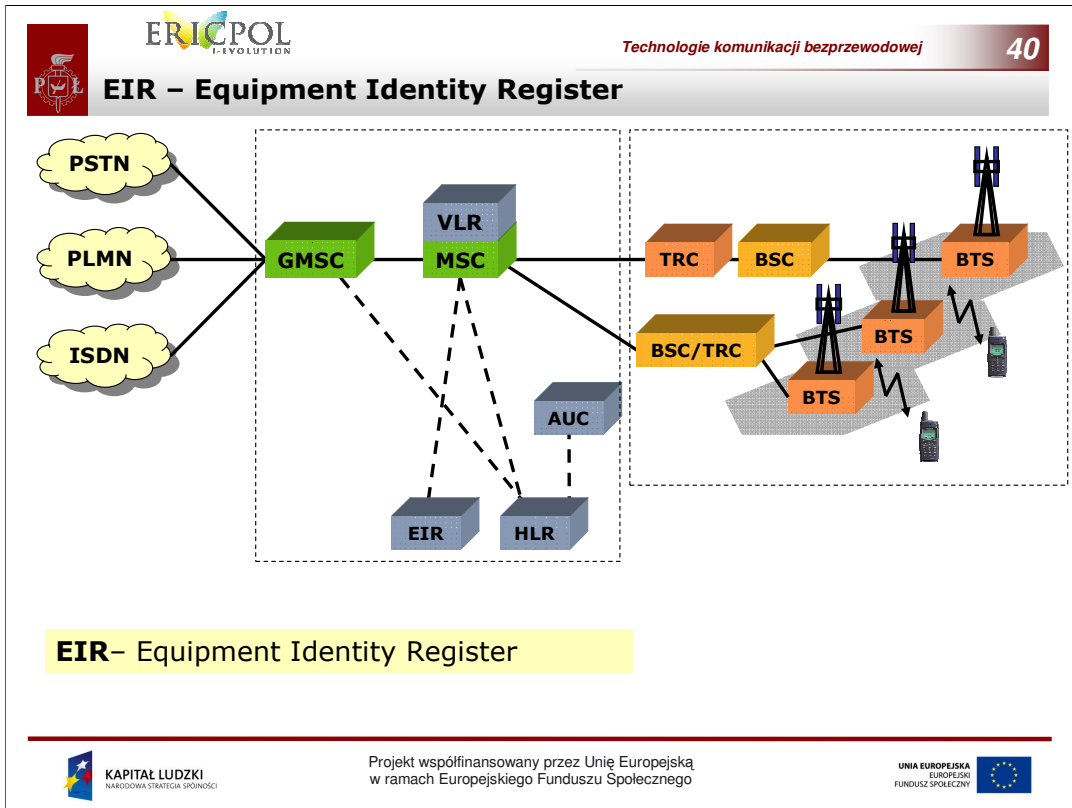 ERICPOL
I-EVOLUTION
Technologie komunikacji bezprzewodowej
40
P Ł
EIR – Equipment Identity Register
PSTN
PLMN
ISDN
GMSC
VLR
MSC
TRC
BSC
BTS
BSC/TRC
BTS
BTS
AUC
EIR
HLR
EIR– Equipment Identity Register
KAPITAŁ LUDZKI
NARODOWA STRATEGIA SPÓJNOŚCI
Projekt współfinansowany przez Unię Europejską
w ramach Europejskiego Funduszu Społecznego
UNIA EUROPEJSKA
EUROPEJSKI
FUNDUSZ SPOŁECZNY